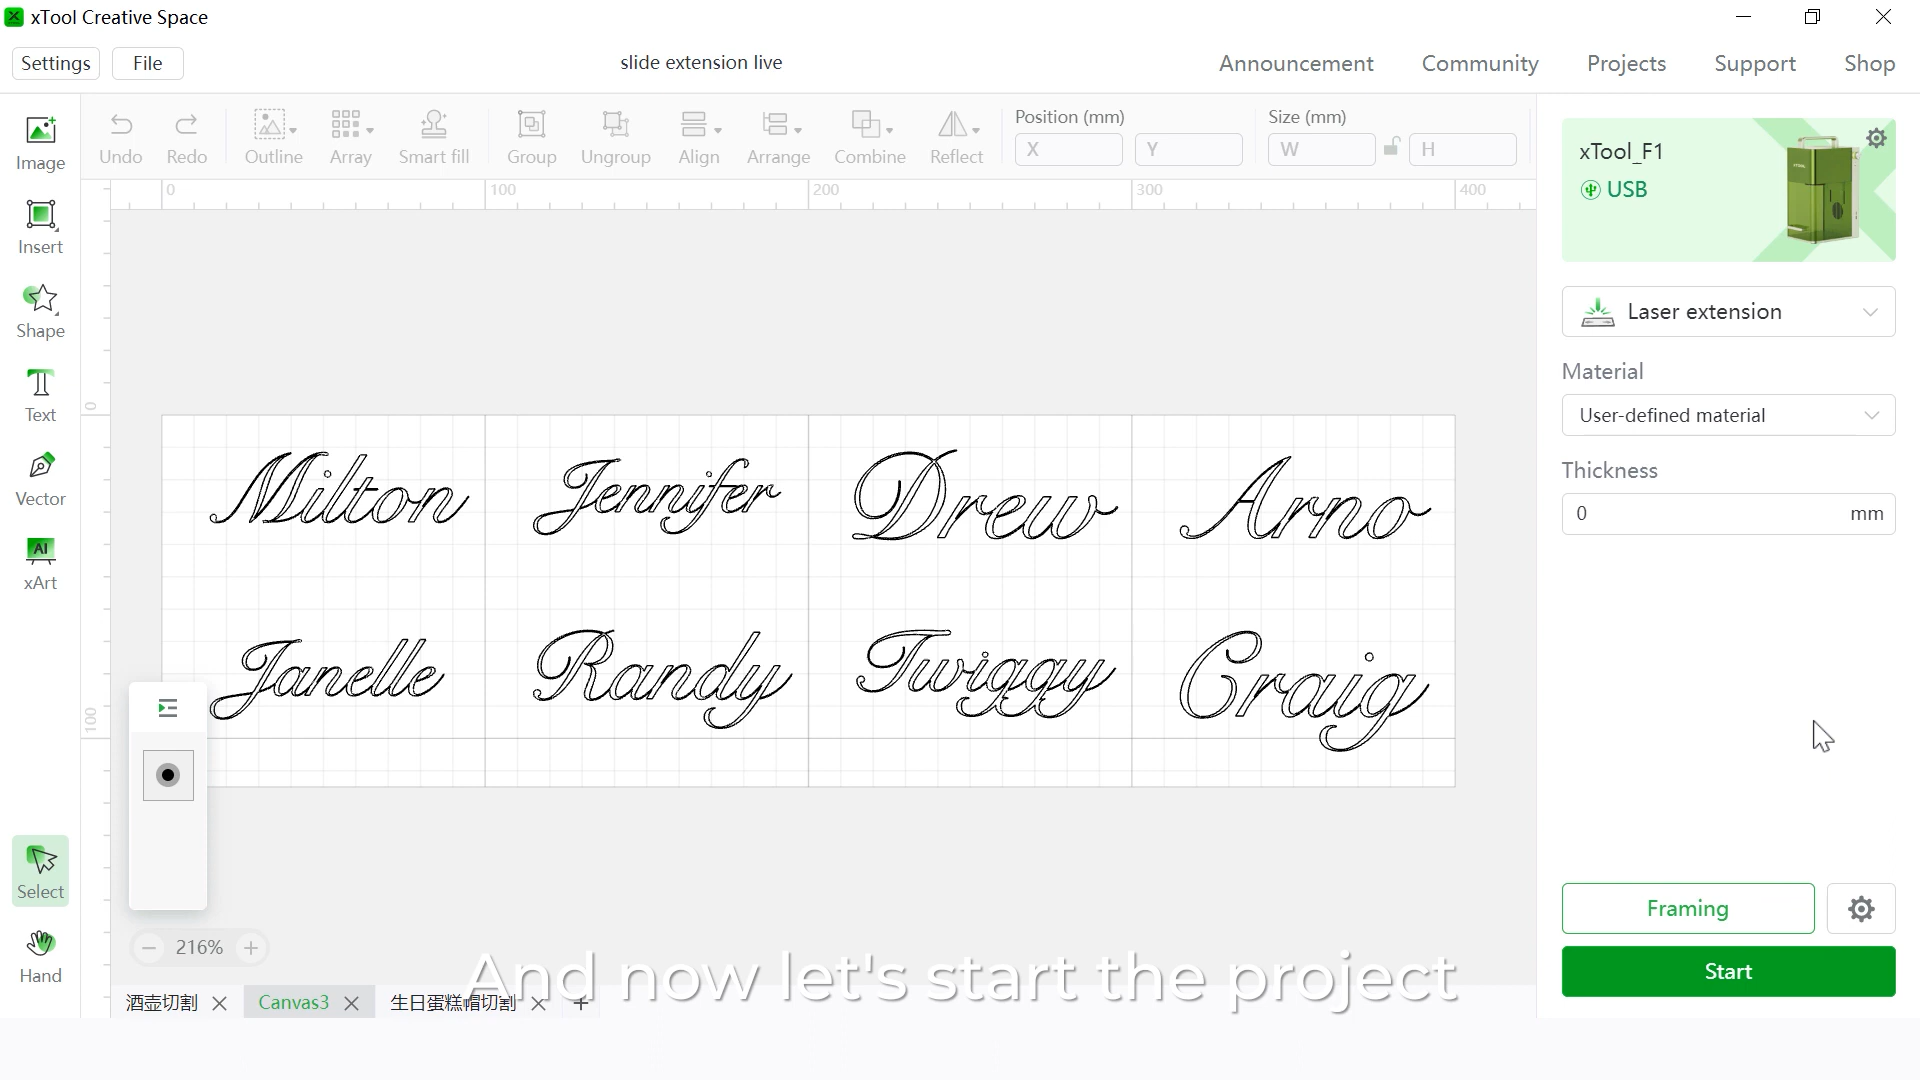 xTool Creative Space
Settings File slide extension live Announcement Community Projects Support Shop
Undo Redo Outline Array Smart fill Group Ungroup Align Arrange Combine Reflect
Position (mm) Size (mm)
X Y W H
Image
Insert
Shape
Text
Vector
AI
xArt
Select
Hand
0 100 200 300 400
0
100
Milton Jennifer Drew Arno
Janelle Randy Twiggy Craig
216%
酒壶切割 Canvas3 生日蛋糕帽切割
And now let's start the project
xTool_F1
USB
Laser extension
Material
User-defined material
Thickness
0 mm
Framing
Start